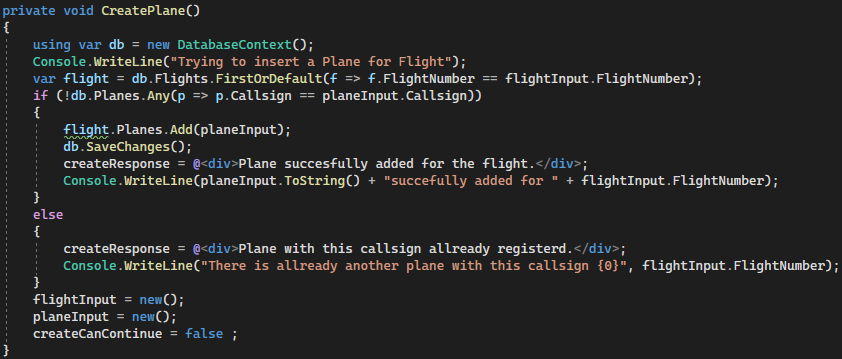 private void CreatePlane()
{
    using var db = new DatabaseContext();
    Console.WriteLine("Trying to insert a Plane for Flight");
    var flight = db.Flights.FirstOrDefault(f => f.FlightNumber == flightInput.FlightNumber);
    if (!db.Planes.Any(p => p.Callsign == planeInput.Callsign))
    {
        flight.Planes.Add(planeInput);
        db.SaveChanges();
        createResponse = @<div>Plane succesfully added for the flight.</div>;
        Console.WriteLine(planeInput.ToString() + "succefully added for " + flightInput.FlightNumber);
    }
    else
    {
        createResponse = @<div>Plane with this callsign allready registerd.</div>;
        Console.WriteLine("There is allready another plane with this callsign {0}", flightInput.FlightNumber);
    }
    flightInput = new();
    planeInput = new();
    createCanContinue = false ;
}